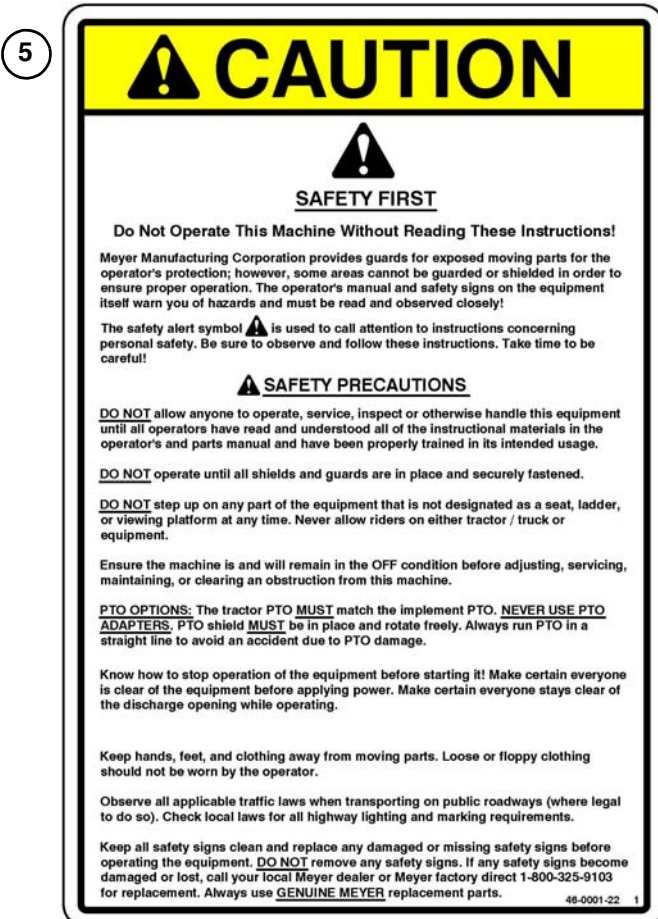 5
CAUTION
SAFETY FIRST
Do Not Operate This Machine Without Reading These Instructions!
Meyer Manufacturing Corporation provides guards for exposed moving parts for the
operator's protection; however, some areas cannot be guarded or shielded in order to
ensure proper operation. The operator's manual and safety signs on the equipment
itself warn you of hazards and must be read and observed closely!
The safety alert symbol is used to call attention to instructions concerning
personal safety. Be sure to observe and follow these instructions. Take time to be
careful!
SAFETY PRECAUTIONS
DO NOT allow anyone to operate, service, inspect or otherwise handle this equipment
until all operators have read and understood all of the instructional materials in the
operator's and parts manual and have been properly trained in its intended usage.
DO NOT operate until all shields and guards are in place and securely fastened.
DO NOT step up on any part of the equipment that is not designated as a seat, ladder,
or viewing platform at any time. Never allow riders on either tractor / truck or
equipment.
Ensure the machine is and will remain in the OFF condition before adjusting, servicing,
maintaining, or clearing an obstruction from this machine.
PTO OPTIONS: The tractor PTO MUST match the implement PTO. NEVER USE PTO
ADAPTERS. PTO shield MUST be in place and rotate freely. Always run PTO in a
straight line to avoid an accident due to PTO damage.
Know how to stop operation of the equipment before starting it! Make certain everyone
is clear of the equipment before applying power. Make certain everyone stays clear of
the discharge opening while operating.
Keep hands, feet, and clothing away from moving parts. Loose or floppy clothing
should not be worn by the operator.
Observe all applicable traffic laws when transporting on public roadways (where legal
to do so). Check local laws for all highway lighting and marking requirements.
Keep all safety signs clean and replace any damaged or missing safety signs before
operating the equipment. DO NOT remove any safety signs. If any safety signs become
damaged or lost, call your local Meyer dealer or Meyer factory direct 1-800-325-9103
for replacement. Always use GENUINE MEYER replacement parts.
46-0001-22 1